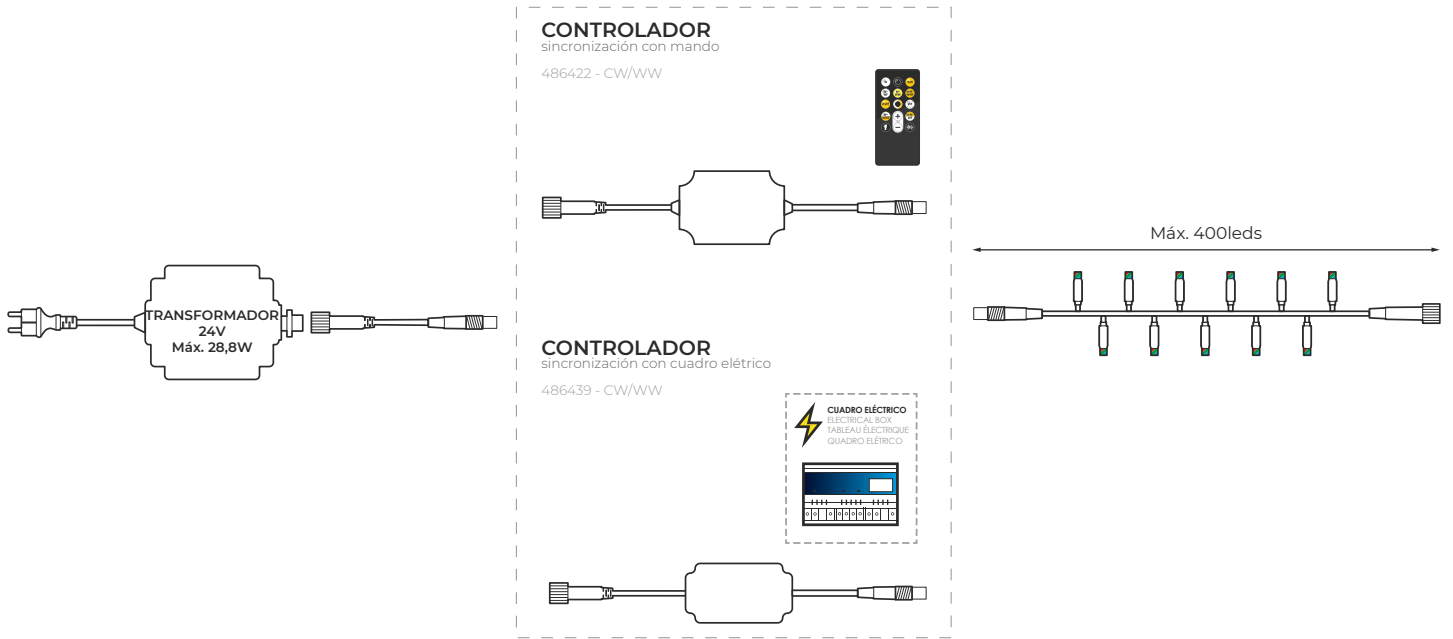 CONTROLADOR
sincronización con mando
486422 - CW/WW
TRANSFORMADOR
24V
Máx. 28,8W
CONTROLADOR
sincronización con cuadro elétrico
486439 - CW/WW
CUADRO ELÉCTRICO
ELECTRICAL BOX
TABLEAU ÉLECTRIQUE
QUADRO ELÉTRICO
Máx. 400leds